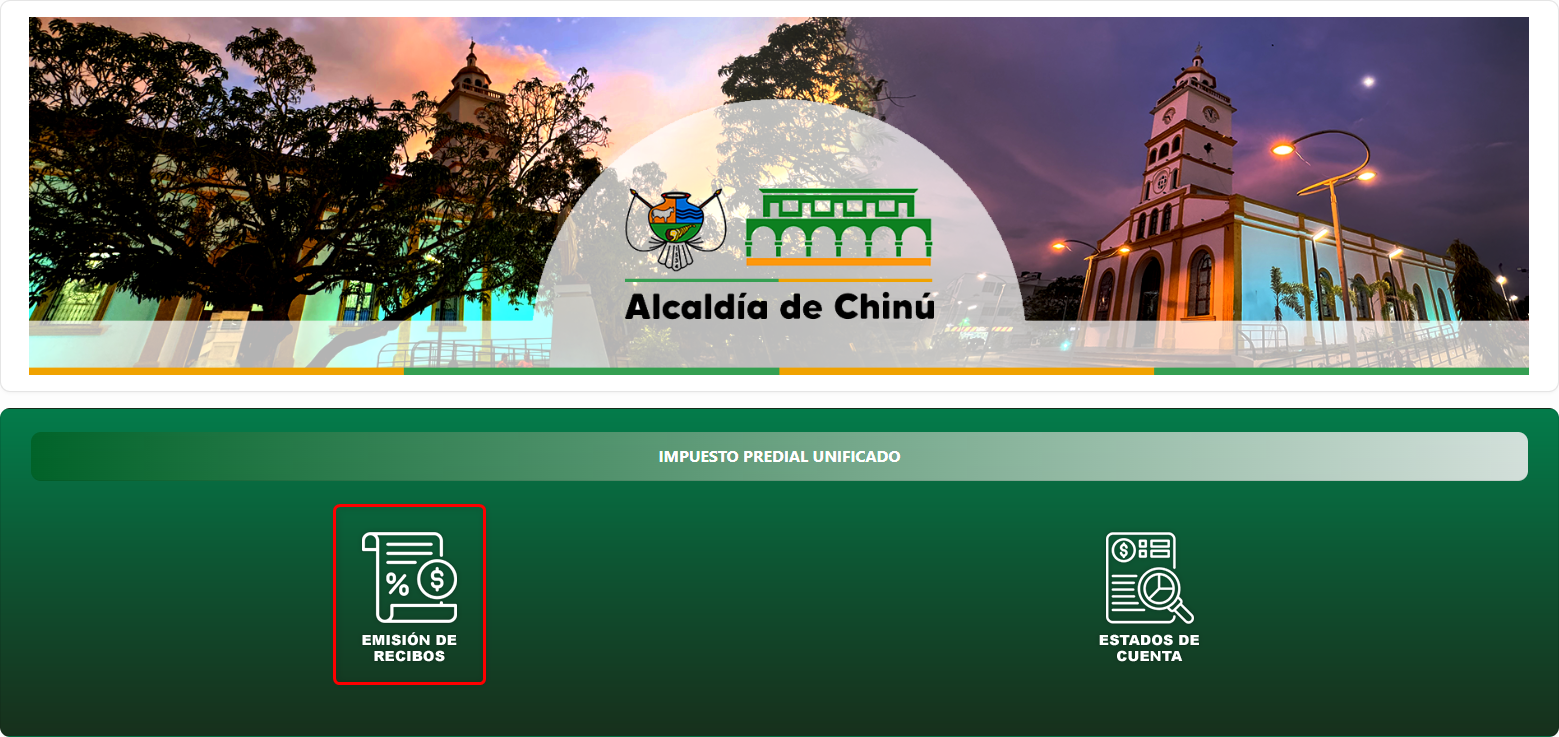 Alcaldía de Chinú
IMPUESTO PREDIAL UNIFICADO
EMISIÓN DE
RECIBOS
ESTADOS DE
CUENTA